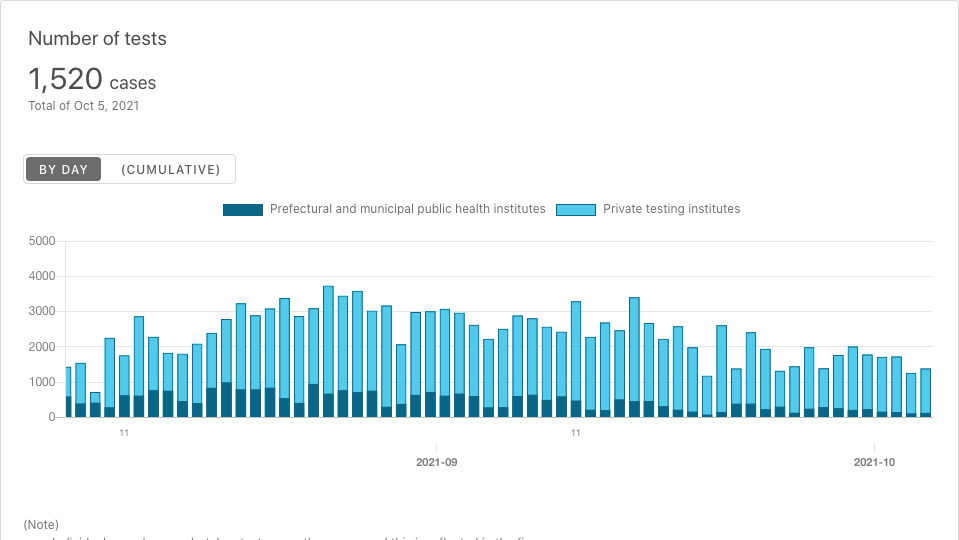 Number of tests
1,520 cases
Total of Oct 5, 2021
BY DAY (CUMULATIVE)
Prefectural and municipal public health institutes Private testing institutes
5000
4000
3000
2000
1000
0
11 11
2021-09 2021-10
(Note)